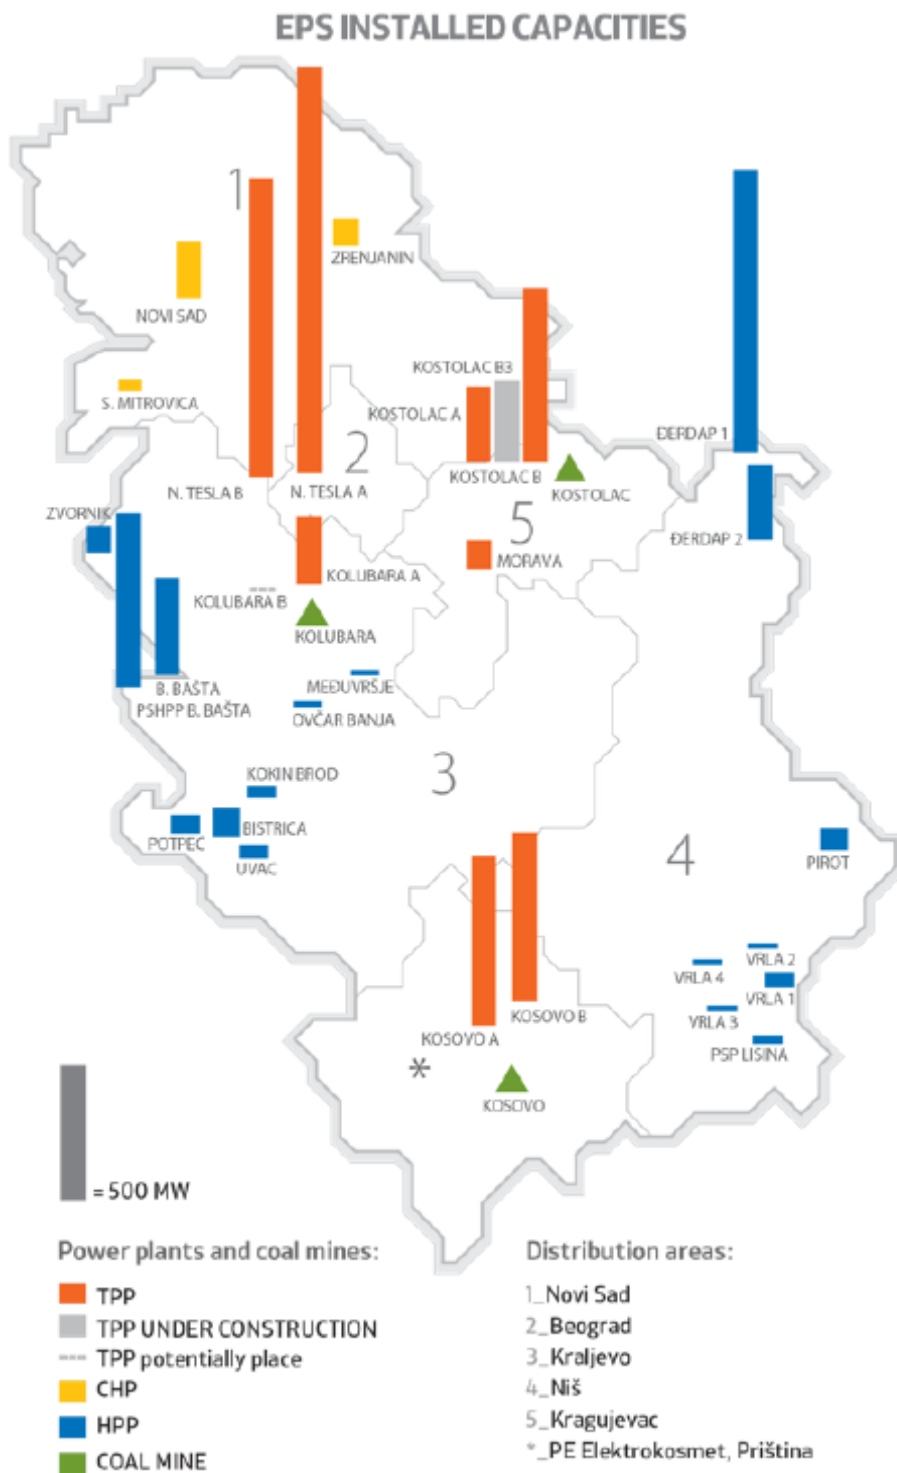 EPS INSTALLED CAPACITIES
1
ZRENJANIN
NOVI SAD
KOSTOLAC B3
S. MITROVICA
KOSTOLAC A
2
ĐERDAP 1
N. TESLA B
N. TESLA A
KOSTOLAC B
KOSTOLAC
ZVORNIK
5
ĐERDAP 2
MORAVA
KOLUBARA A
KOLUBARA B
KOLUBARA
B. BAŠTA
MEĐUVRŠJE
PSHPP B. BAŠTA
OVČAR BANJA
3
KOKIN BROD
BISTRICA
POTPEĆ
UVAC
4
PIROT
VRLA 2
VRLA 4
VRLA 1
VRLA 3
KOSOVO B
KOSOVO A
PSP LISINA
*
KOSOVO
= 500 MW
Power plants and coal mines:
TPP
TPP UNDER CONSTRUCTION
TPP potentially place
CHP
HPP
COAL MINE
Distribution areas:
1_Novi Sad
2_Beograd
3_Kraljevo
4_Niš
5_Kragujevac
*_PE Elektrokosmet, Priština